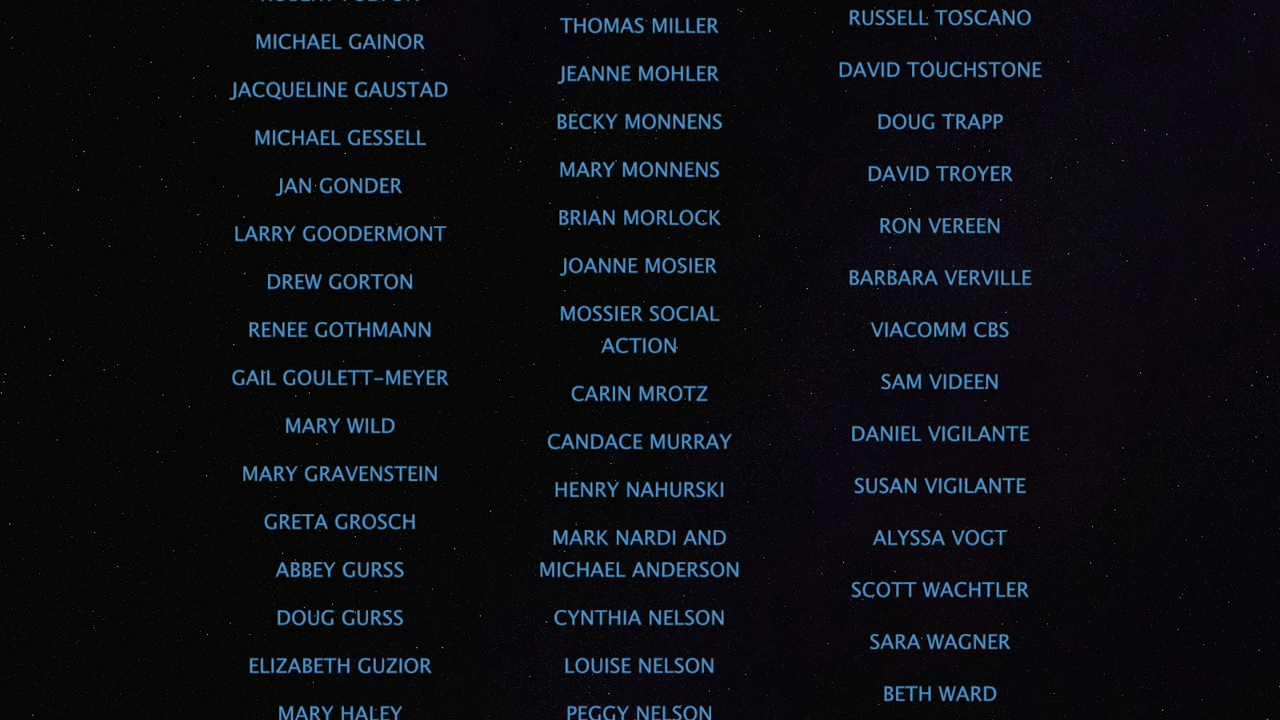 MICHAEL GAINOR
JACQUELINE GAUSTAD
MICHAEL GESSELL
JAN GONDER
LARRY GOODERMONT
DREW GORTON
RENEE GOTHMANN
GAIL GOULETT-MEYER
MARY WILD
MARY GRAVENSTEIN
GRETA GROSCH
ABBEY GURSS
DOUG GURSS
ELIZABETH GUZIOR
MARY HALEY
THOMAS MILLER
JEANNE MOHLER
BECKY MONNENS
MARY MONNENS
BRIAN MORLOCK
JOANNE MOSIER
MOSSIER SOCIAL
ACTION
CARIN MROTZ
CANDACE MURRAY
HENRY NAHURSKI
MARK NARDI AND
MICHAEL ANDERSON
CYNTHIA NELSON
LOUISE NELSON
PEGGY NELSON
RUSSELL TOSCANO
DAVID TOUCHSTONE
DOUG TRAPP
DAVID TROYER
RON VEREEN
BARBARA VERVILLE
VIACOMM CBS
SAM VIDEEN
DANIEL VIGILANTE
SUSAN VIGILANTE
ALYSSA VOGT
SCOTT WACHTLER
SARA WAGNER
BETH WARD